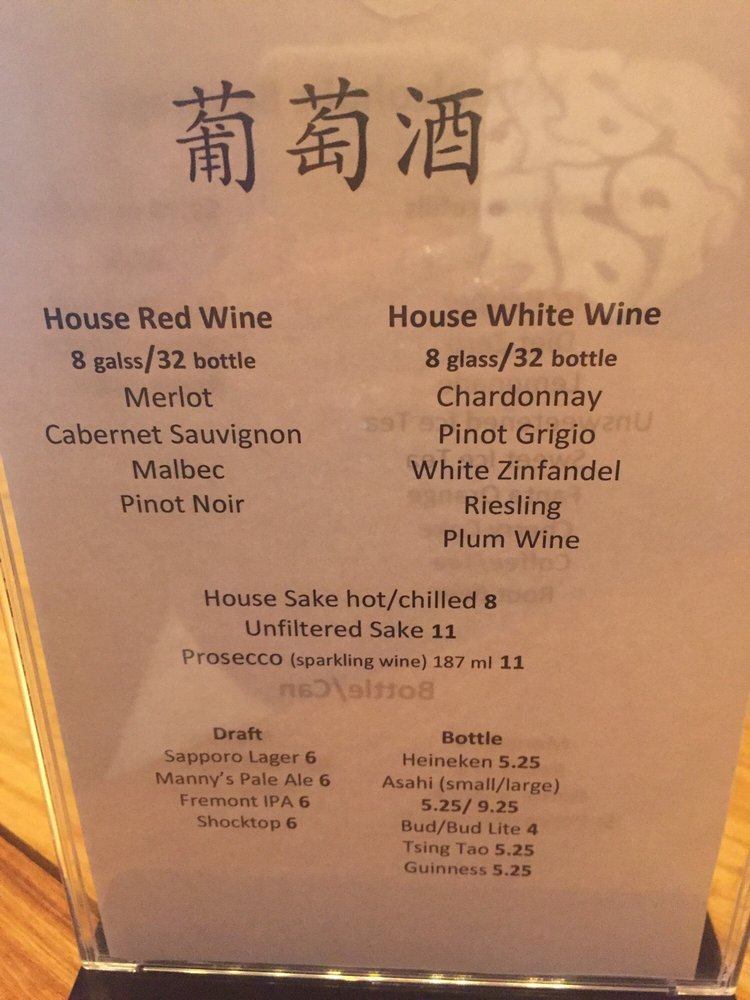 葡萄酒
House Red Wine
8 galss/32 bottle
Merlot
Cabernet Sauvignon
Malbec
Pinot Noir
House White Wine
8 glass/32 bottle
Chardonnay
Pinot Grigio
White Zinfandel
Riesling
Plum Wine
House Sake hot/chilled 8
Unfiltered Sake 11
Prosecco (sparkling wine) 187 ml 11
Draft
Sapporo Lager 6
Manny's Pale Ale 6
Fremont IPA 6
Shocktop 6
Bottle
Heineken 5.25
Asahi (small/large)
5.25/ 9.25
Bud/Bud Lite 4
Tsing Tao 5.25
Guinness 5.25
Unsweetened Ice Tea
Bottle/Can